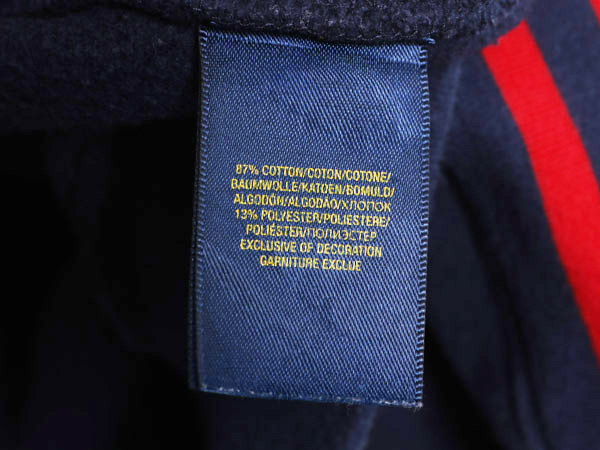 87% COTTON/COTON/COTONE/
BAUMWOLLE/KATOEN/BOMULD/
ALGODÓN/ALGODÃO/ХЛОПОК
13% POLYESTER/POLIESTERE/
POLIÉSTER/ПОЛИЭСТЕР
EXCLUSIVE OF DECORATION
GARNITURE EXCLUE